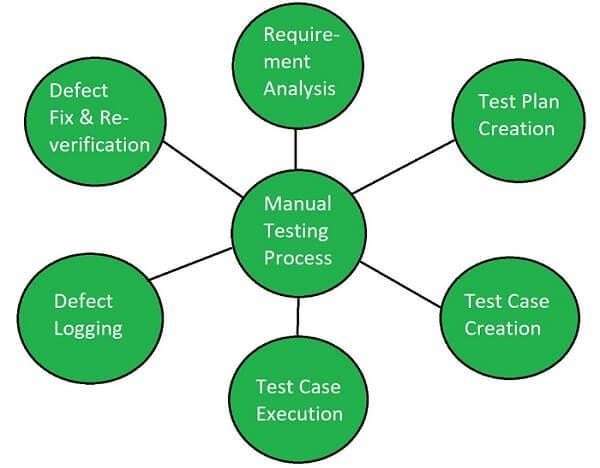 Require-
ment
Analysis
Test Plan
Creation
Test Case
Creation
Test Case
Execution
Defect
Logging
Defect
Fix & Re-
verification
Manual
Testing
Process